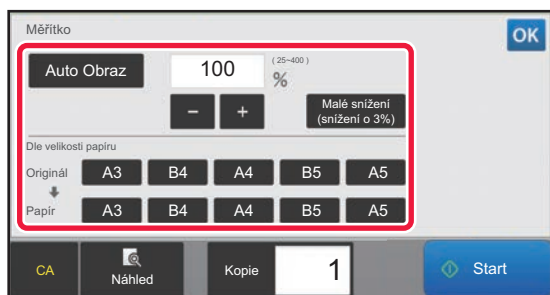 Měřítko
OK
Auto Obraz
100
(25~400)
%
−
+
Malé snížení
(snížení o 3%)
Dle velikosti papíru
Originál
A3 B4 A4 B5 A5
Papír
A3 B4 A4 B5 A5
CA
Náhled
Kopie
1
Start